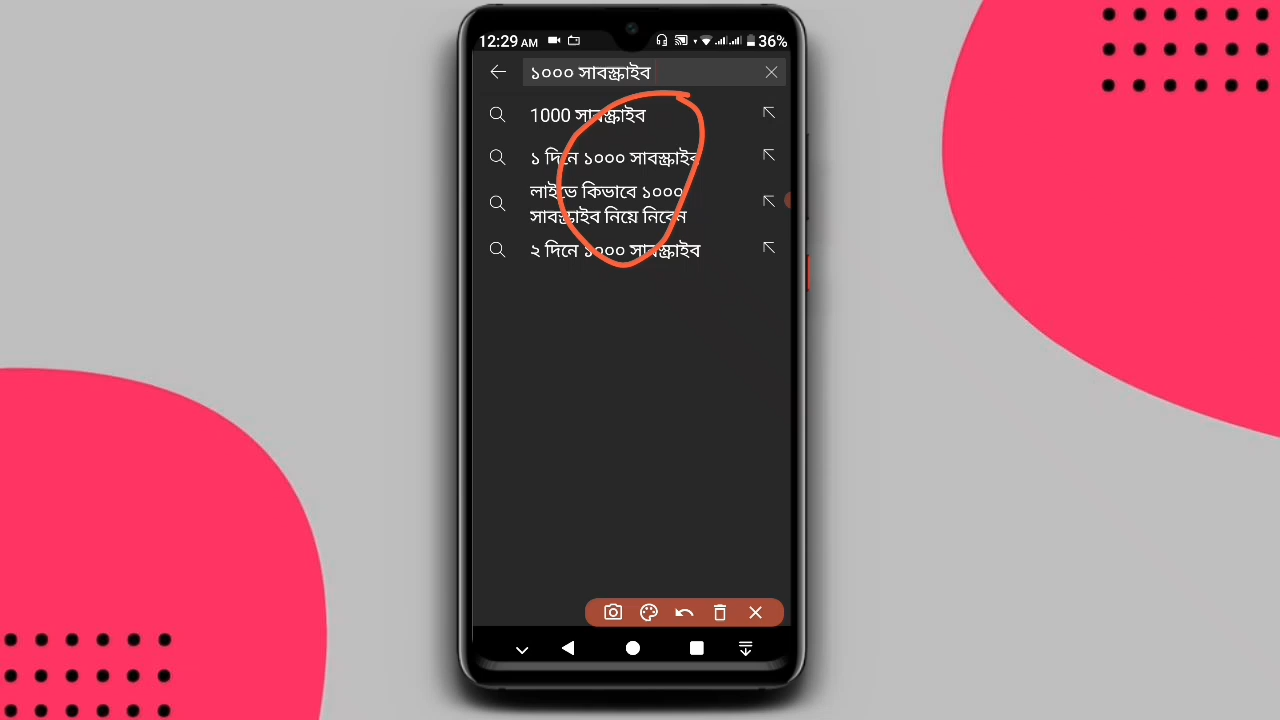 12:29 AM
36%
১০০০ সাবস্ক্রাইব
1000 সাবস্ক্রাইব
১ দিনে ১০০০ সাবস্ক্রাইব
লাইভে কিভাবে ১০০০
সাবস্ক্রাইব নিয়ে নিবেন
২ দিনে ১০০০ সাবস্ক্রাইব